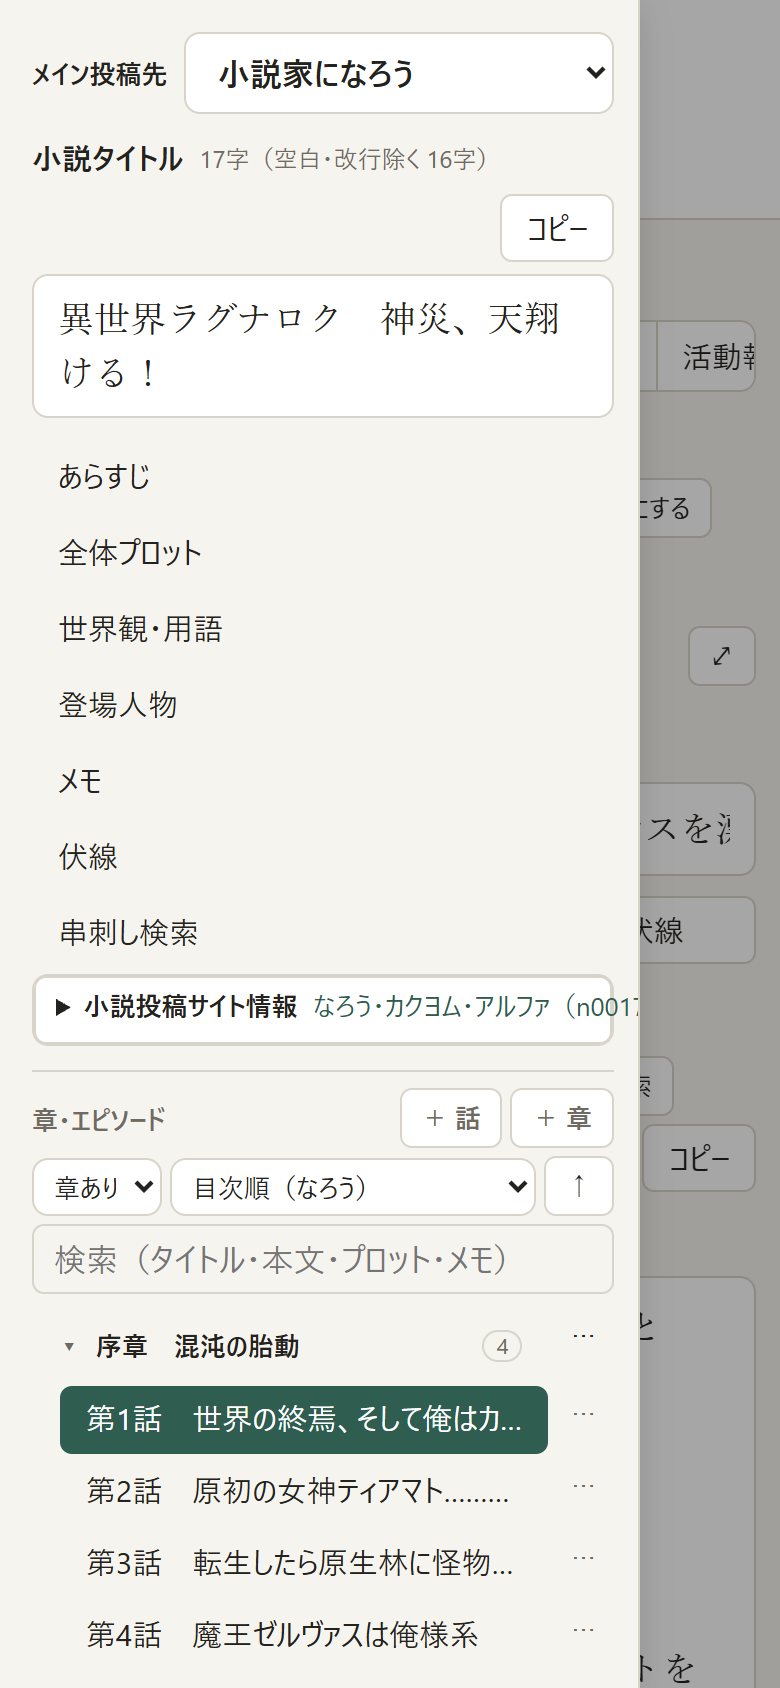 メイン投稿先 小説家になろう
小説タイトル 17字（空白・改行除く 16字）
コピー
異世界ラグナロク　神災、天翔
ける！
あらすじ
全体プロット
世界観・用語
登場人物
メモ
伏線
串刺し検索
▶ 小説投稿サイト情報 なろう・カクヨム・アルファ（n0017
章・エピソード ＋ 話 ＋ 章
章あり 目次順（なろう） ↑
検索（タイトル・本文・プロット・メモ）
▼ 序章　混沌の胎動 4 …
第1話　世界の終焉、そして俺はカ… …
第2話　原初の女神ティアマト……… …
第3話　転生したら原生林に怪物… …
第4話　魔王ゼルヴァスは俺様系 …
活動
にする
⤢
スを
伏線
索
コピー
と
トを